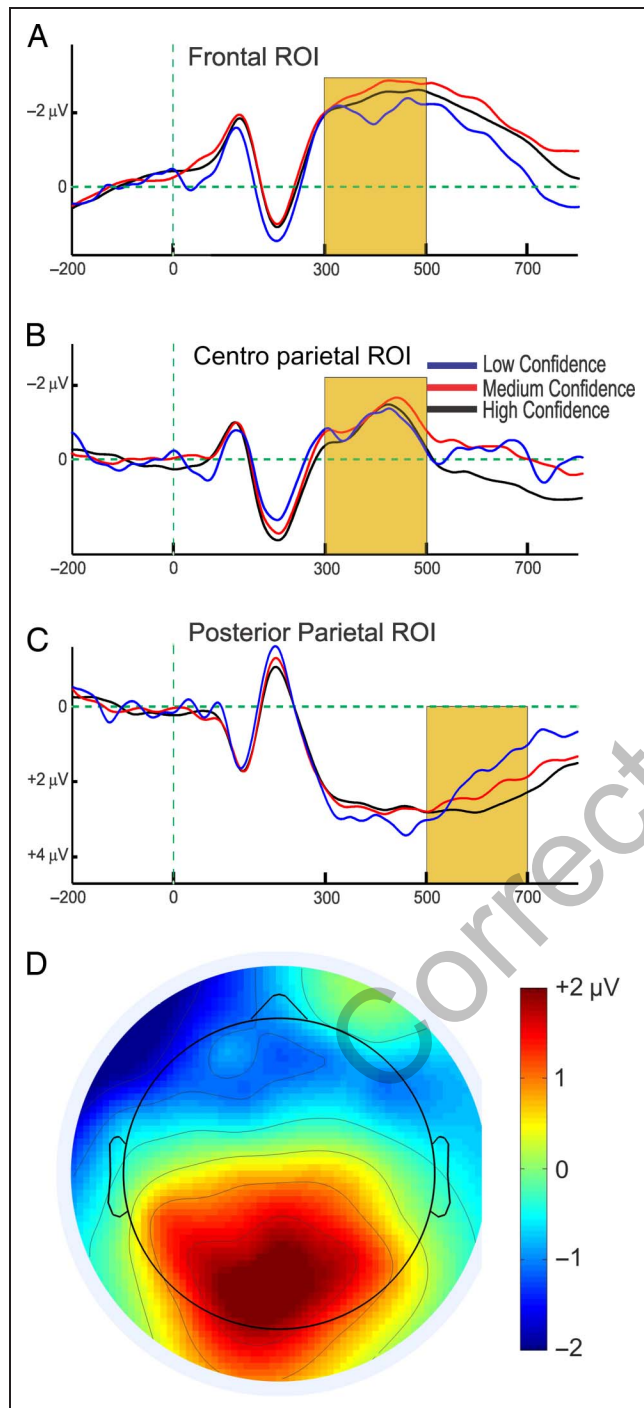 A
Frontal ROI
−2 µV
0
−200 0 300 500 700
B
Centro parietal ROI
Low Confidence
Medium Confidence
High Confidence
−2 µV
0
−200 0 300 500 700
C
Posterior Parietal ROI
0
+2 µV
+4 µV
−200 0 300 500 700
D
Correct
+2 µV
1
0
−1
−2